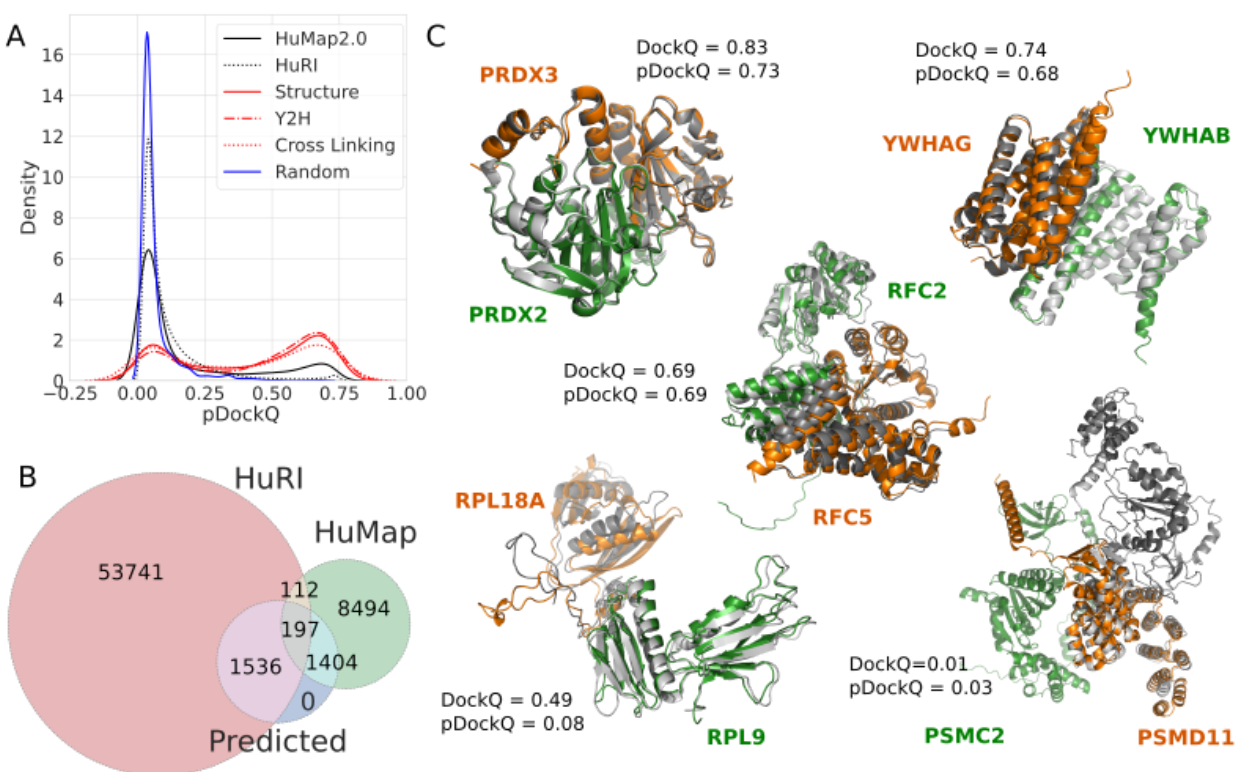 A
16
14
12
10
8
6
4
2
0
Density
−0.25
0.00
0.25
0.50
0.75
1.00
pDockQ
HuMap2.0
HuRI
Structure
Y2H
Cross Linking
Random
B
HuRI
HuMap
53741
112
8494
197
1536
1404
0
Predicted
C
PRDX3
DockQ = 0.83
pDockQ = 0.73
PRDX2
DockQ = 0.74
pDockQ = 0.68
YWHAG
YWHAB
RFC2
DockQ = 0.69
pDockQ = 0.69
RFC5
RPL18A
DockQ = 0.49
pDockQ = 0.08
RPL9
DockQ=0.01
pDockQ = 0.03
PSMC2
PSMD11